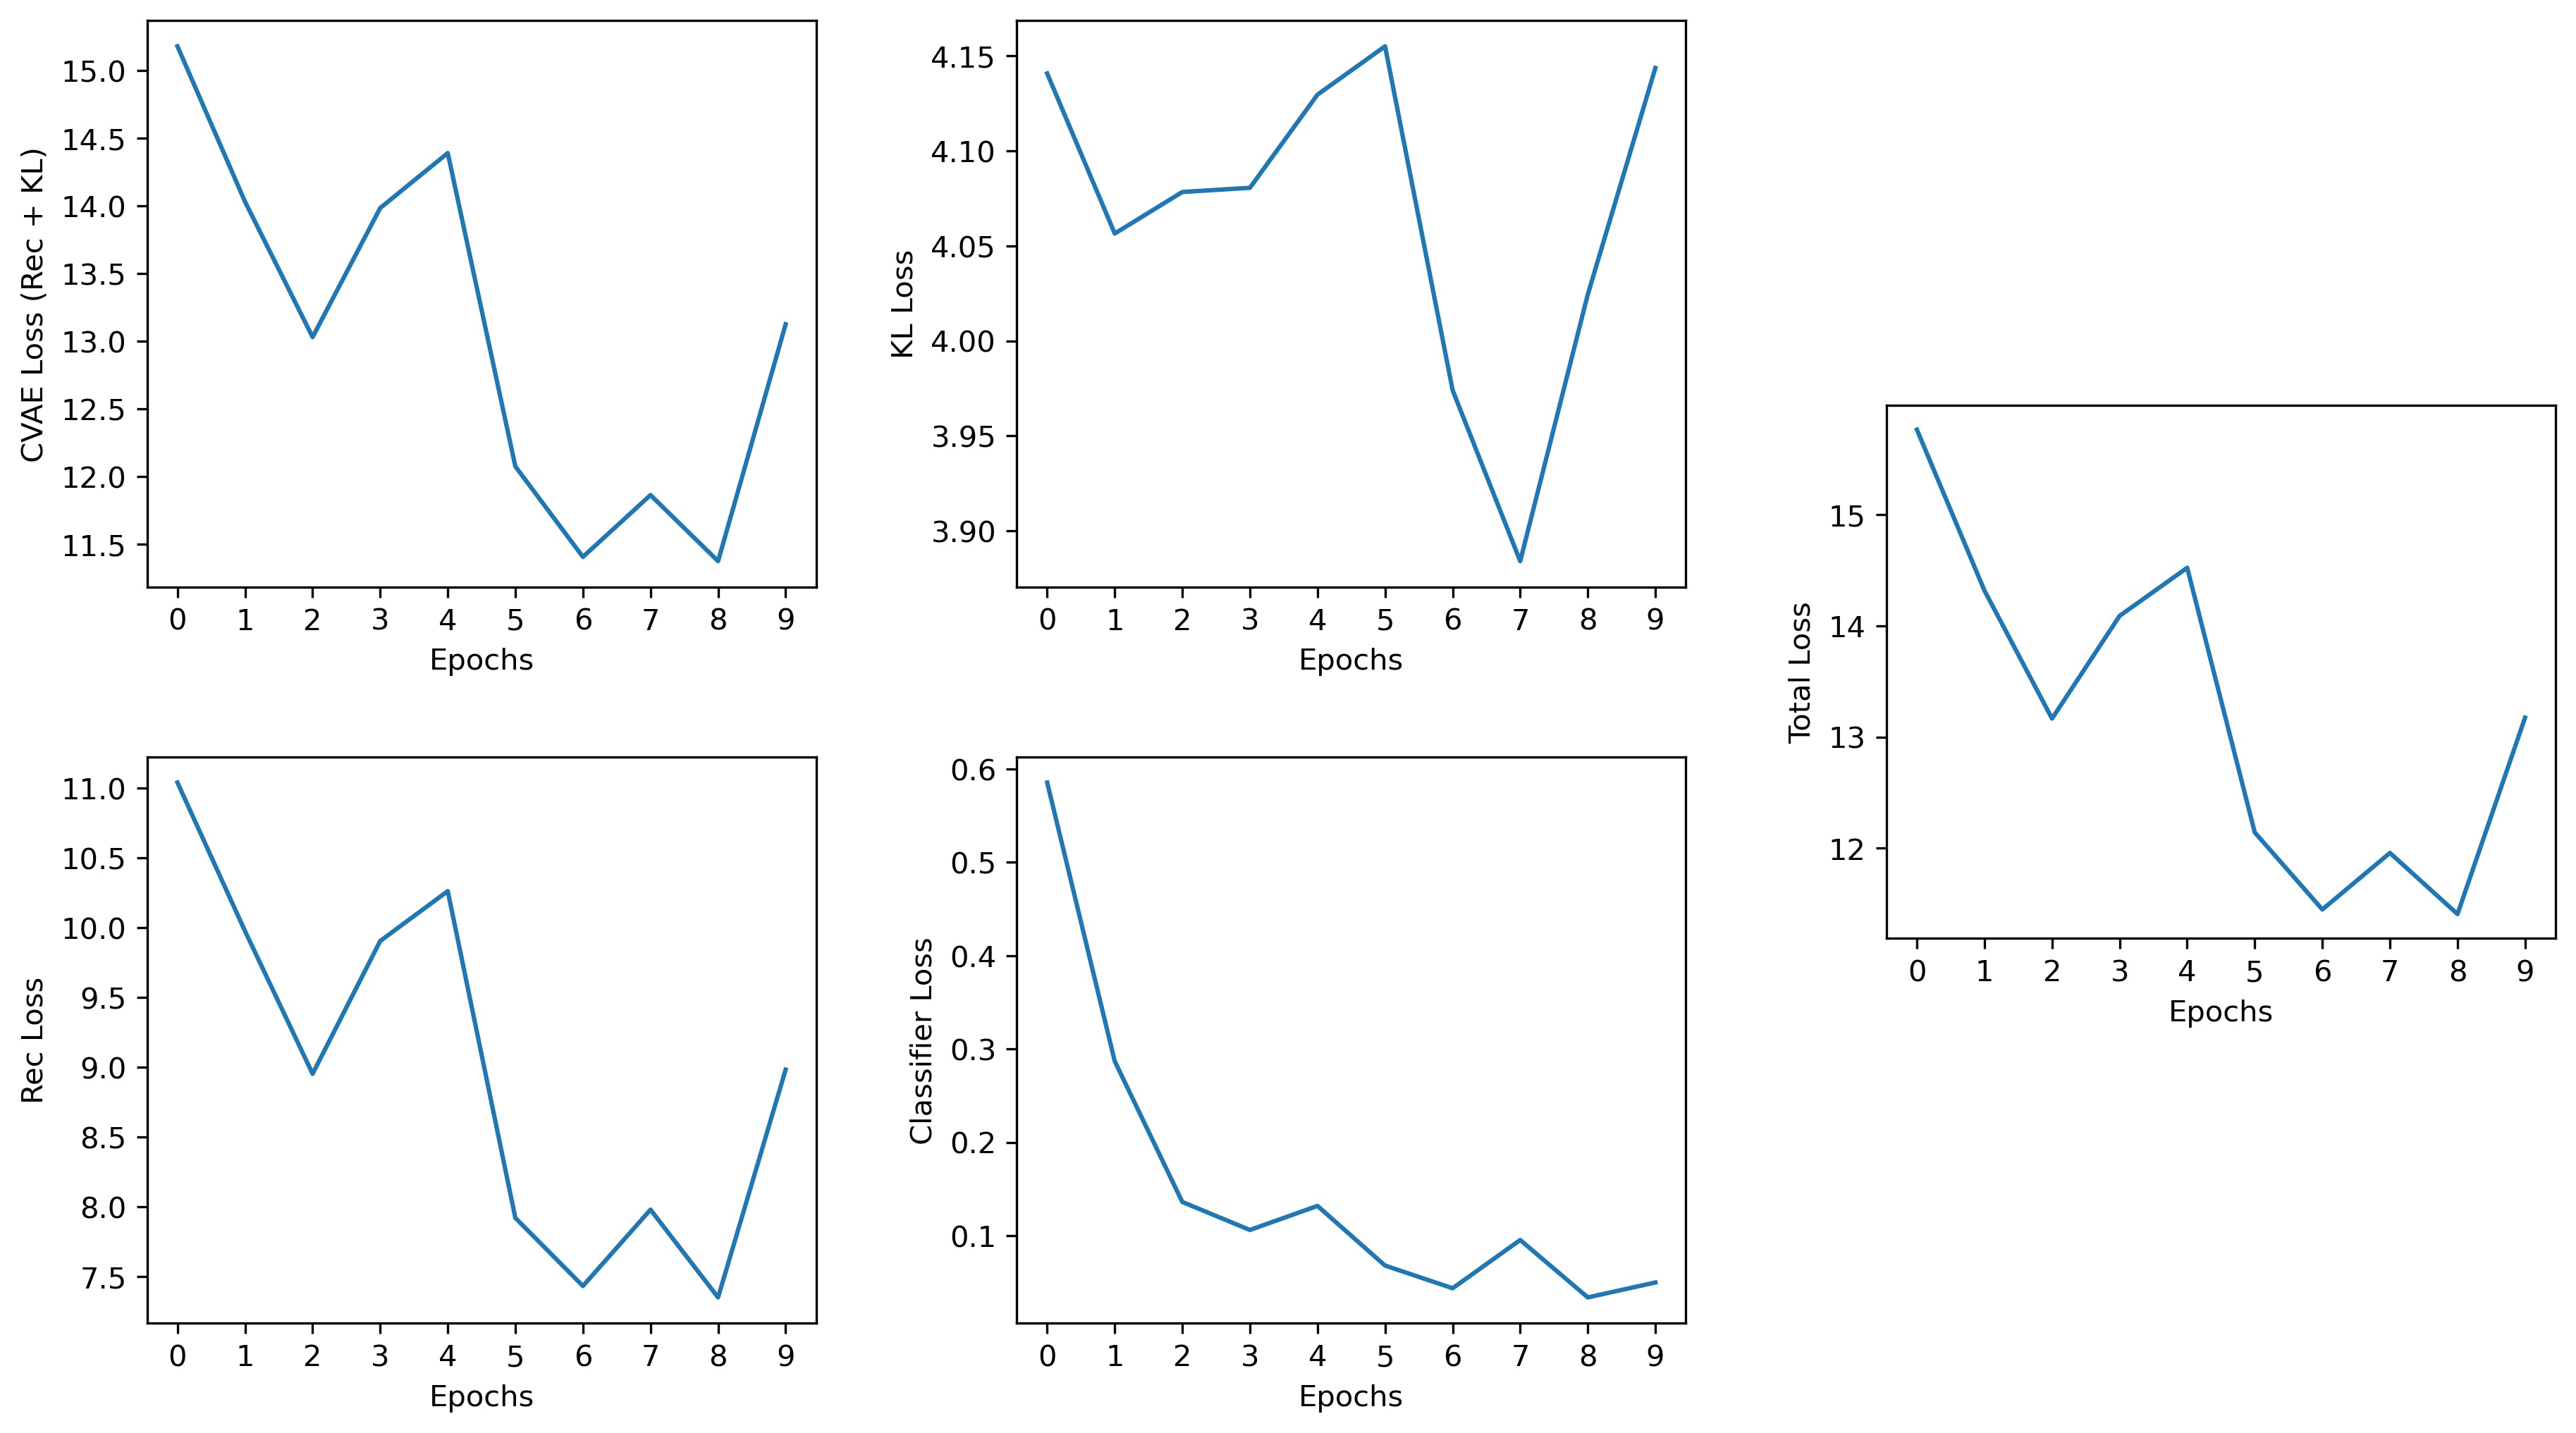 CVAE Loss (Rec + KL)
15.0
14.5
14.0
13.5
13.0
12.5
12.0
11.5
0 1 2 3 4 5 6 7 8 9
Epochs
KL Loss
4.15
4.10
4.05
4.00
3.95
3.90
0 1 2 3 4 5 6 7 8 9
Epochs
Rec Loss
11.0
10.5
10.0
9.5
9.0
8.5
8.0
7.5
0 1 2 3 4 5 6 7 8 9
Epochs
Classifier Loss
0.6
0.5
0.4
0.3
0.2
0.1
0 1 2 3 4 5 6 7 8 9
Epochs
Total Loss
15
14
13
12
0 1 2 3 4 5 6 7 8 9
Epochs